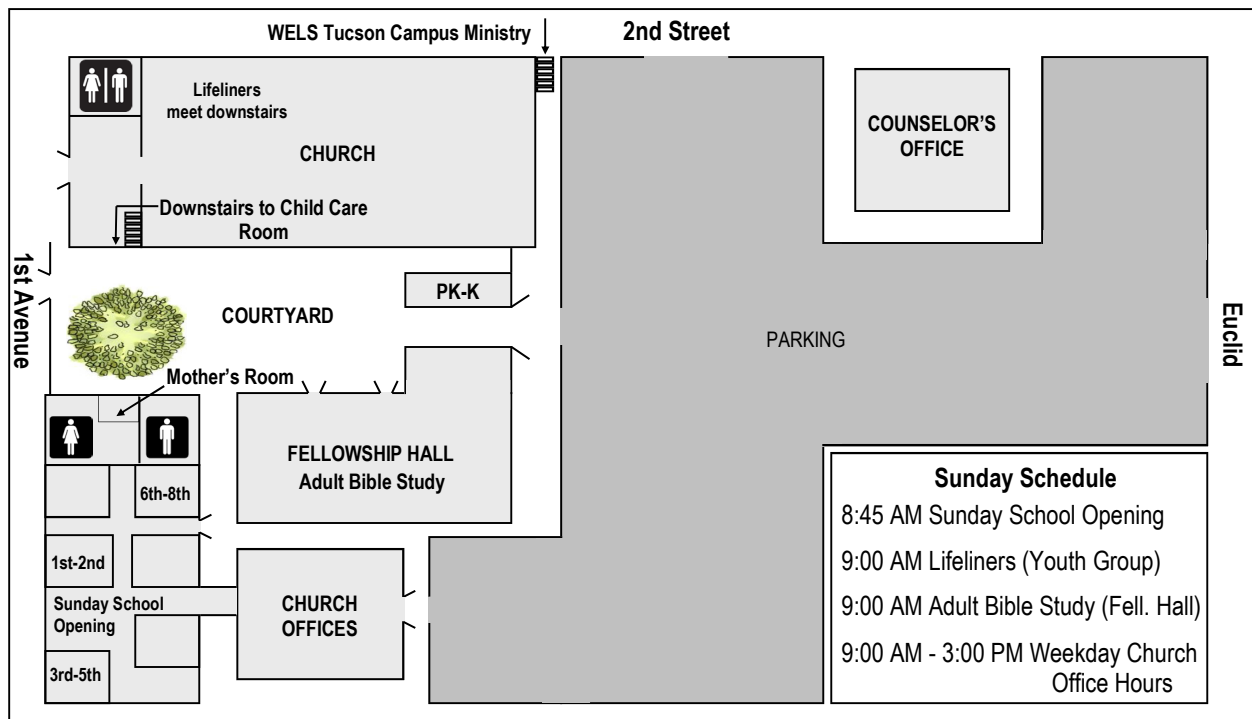 WELS Tucson Campus Ministry
2nd Street
Lifeliners
meet downstairs
CHURCH
COUNSELOR'S
OFFICE
Downstairs to Child Care
Room
1st Avenue
PK-K
COURTYARD
PARKING
Euclid
Mother's Room
FELLOWSHIP HALL
Adult Bible Study
6th-8th
1st-2nd
Sunday School
Opening
3rd-5th
CHURCH
OFFICES
Sunday Schedule
8:45 AM Sunday School Opening
9:00 AM Lifeliners (Youth Group)
9:00 AM Adult Bible Study (Fell. Hall)
9:00 AM - 3:00 PM Weekday Church
Office Hours